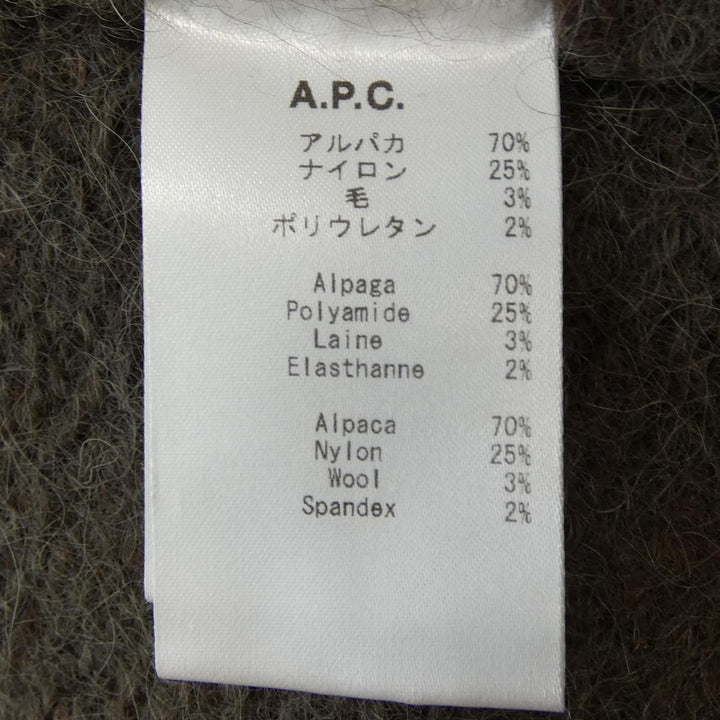 A.P.C.
アルパカ 70%
ナイロン 25%
毛 3%
ポリウレタン 2%
Alpaga 70%
Polyamide 25%
Laine 3%
Elasthanne 2%
Alpaca 70%
Nylon 25%
Wool 3%
Spandex 2%